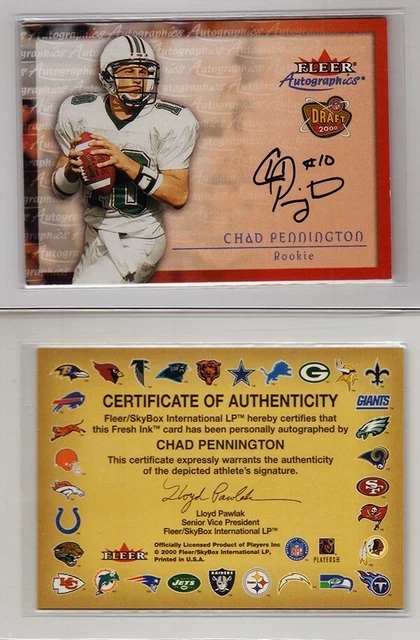 FLEER
Autographics
NFL
DRAFT
2000
#10
CHAD PENNINGTON
Rookie
CERTIFICATE OF AUTHENTICITY
Fleer/SkyBox International LP™ hereby certifies that
this Fresh Ink™ card has been personally autographed by
CHAD PENNINGTON
This certificate expressly warrants the authenticity
of the depicted athlete's signature.
Lloyd Pawlak
Lloyd Pawlak
Senior Vice President
Fleer/SkyBox International LP™
GIANTS
FLEER
Officially Licensed Product of Players Inc
© 2000 Fleer/SkyBox International LP,
Printed in U.S.A.
PLAYERS
JETS
RAIDERS